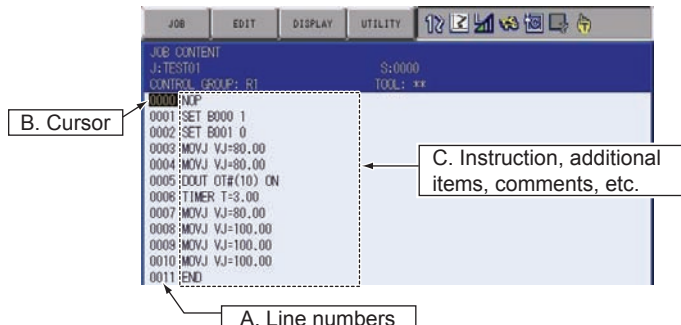 JOB EDIT DISPLAY UTILITY
JOB CONTENT
J:TEST01 S:0000
CONTROL GROUP: R1 TOOL: **
0000 NOP
0001 SET B000 1
0002 SET B001 0
0003 MOVJ VJ=80.00
0004 MOVJ VJ=80.00
0005 DOUT OT#(10) ON
0006 TIMER T=3.00
0007 MOVJ VJ=80.00
0008 MOVJ VJ=100.00
0009 MOVJ VJ=100.00
0010 MOVJ VJ=100.00
0011 END
B. Cursor
C. Instruction, additional
items, comments, etc.
A. Line numbers